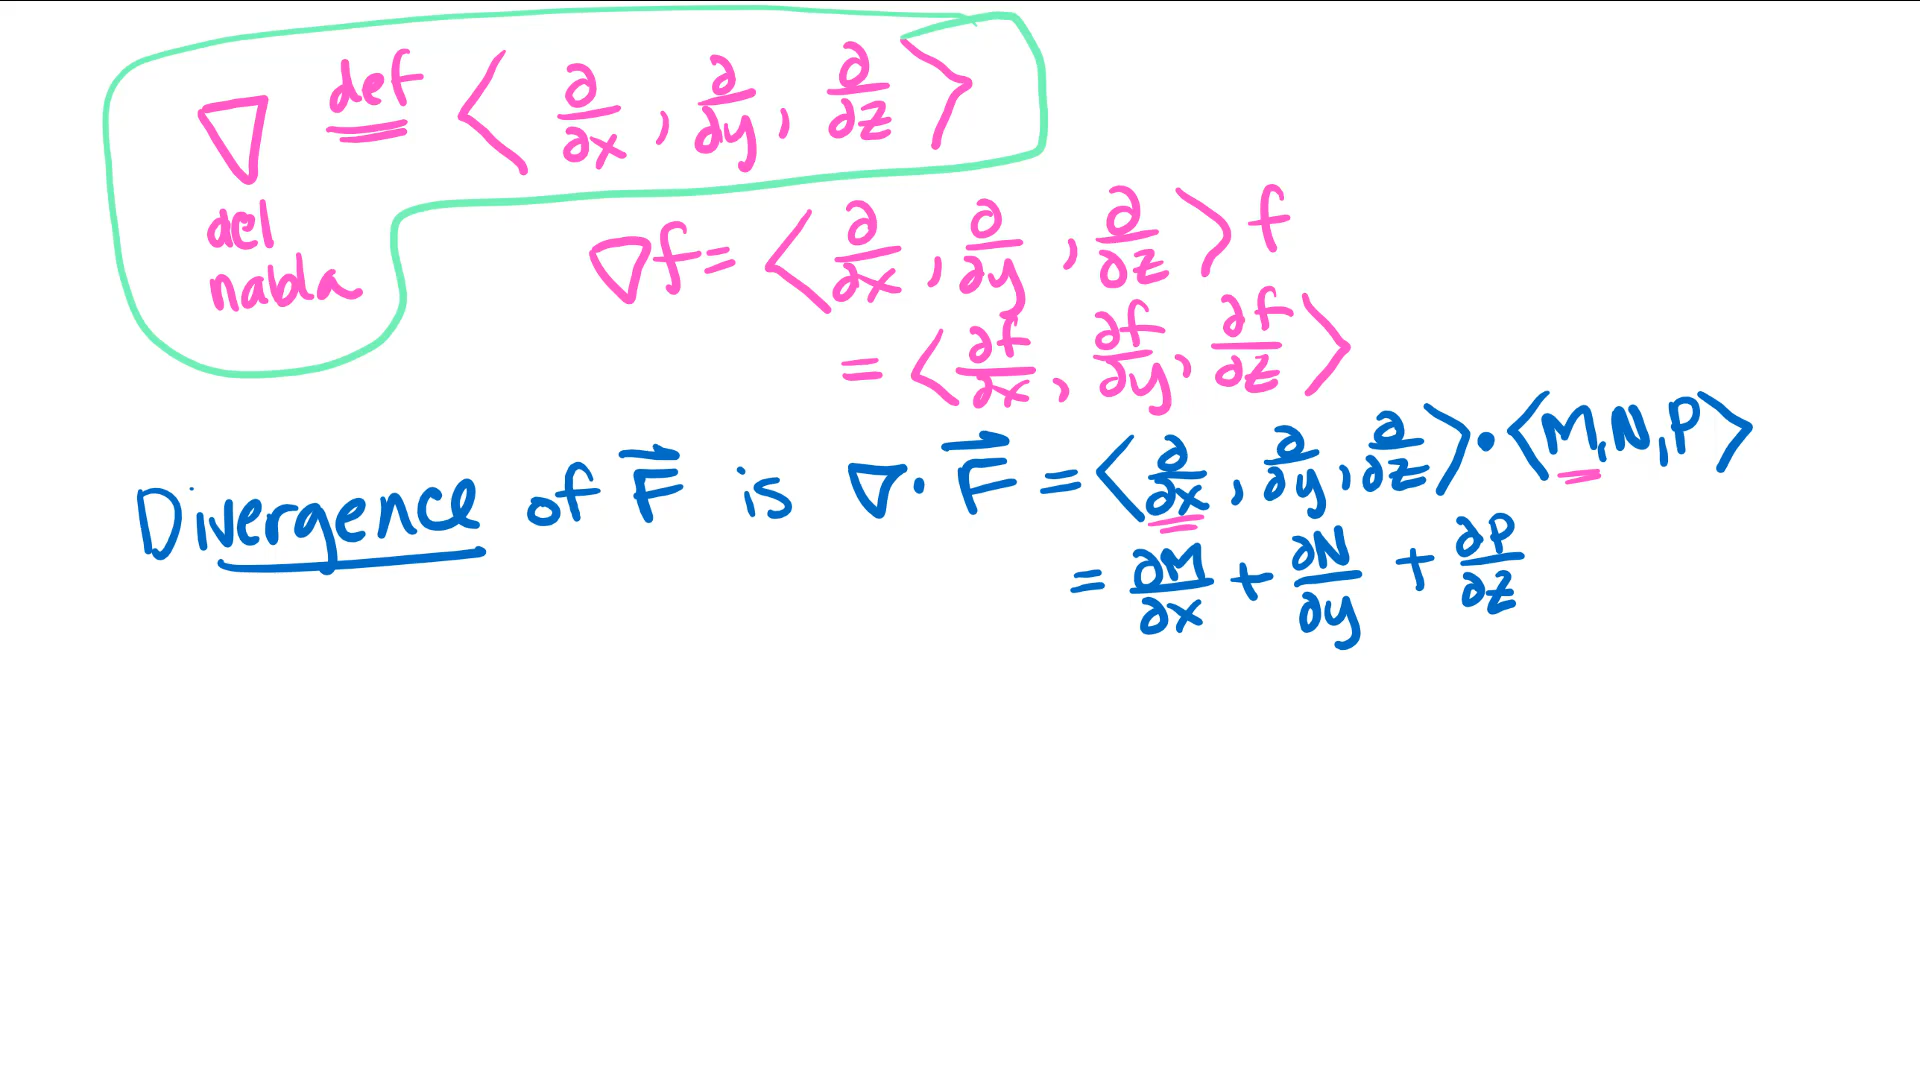 ∇ def= ⟨ ∂/∂x , ∂/∂y , ∂/∂z ⟩
del
nabla
∇f = ⟨ ∂/∂x , ∂/∂y , ∂/∂z ⟩ f
= ⟨ ∂f/∂x , ∂f/∂y , ∂f/∂z ⟩
Divergence of F⃗ is ∇ · F⃗ = ⟨ ∂/∂x , ∂/∂y , ∂/∂z ⟩ · ⟨M, N, P⟩
= ∂M/∂x + ∂N/∂y + ∂P/∂z